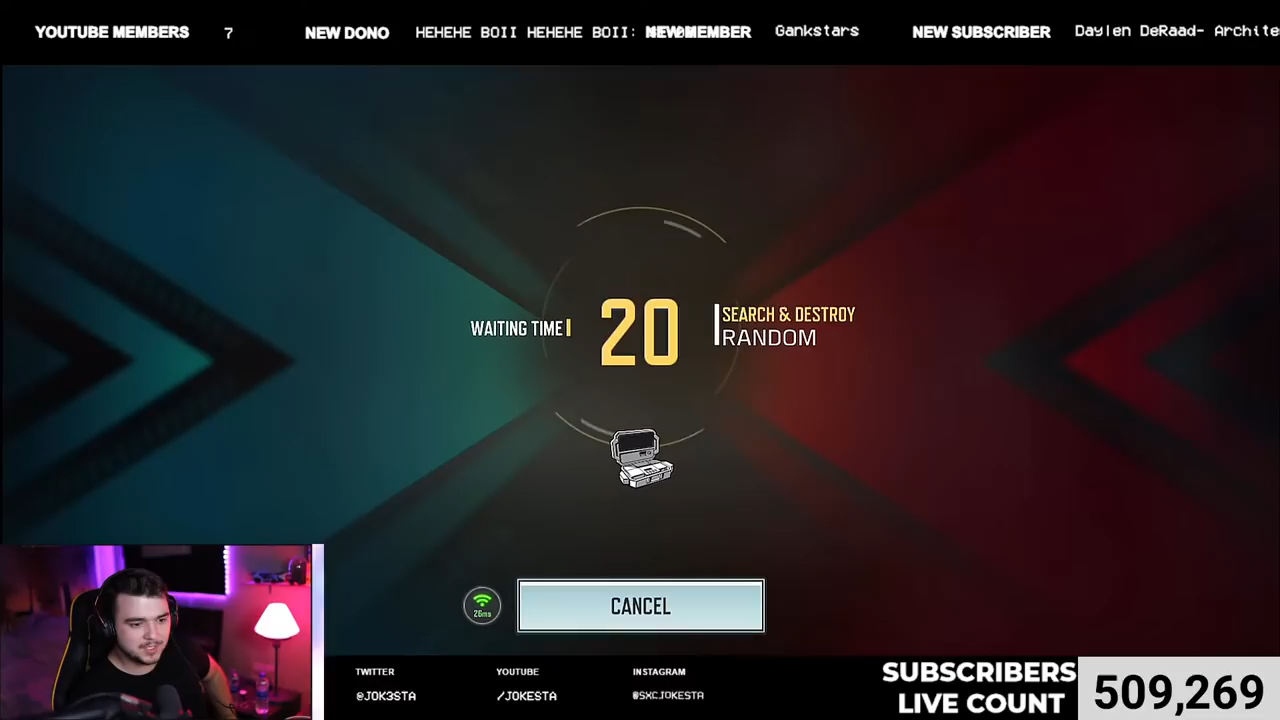 YOUTUBE MEMBERS 7 NEW DONO HEHEHE BOII HEHEHE BOII: NEW MEMBER Gankstars NEW SUBSCRIBER Daylen DeRaad- Archite
WAITING TIME
20
SEARCH & DESTROY
RANDOM
26ms
CANCEL
TWITTER
@JOK3STA
YOUTUBE
/JOKESTA
INSTAGRAM
@SXCJOKESTA
SUBSCRIBERS
LIVE COUNT
509,269